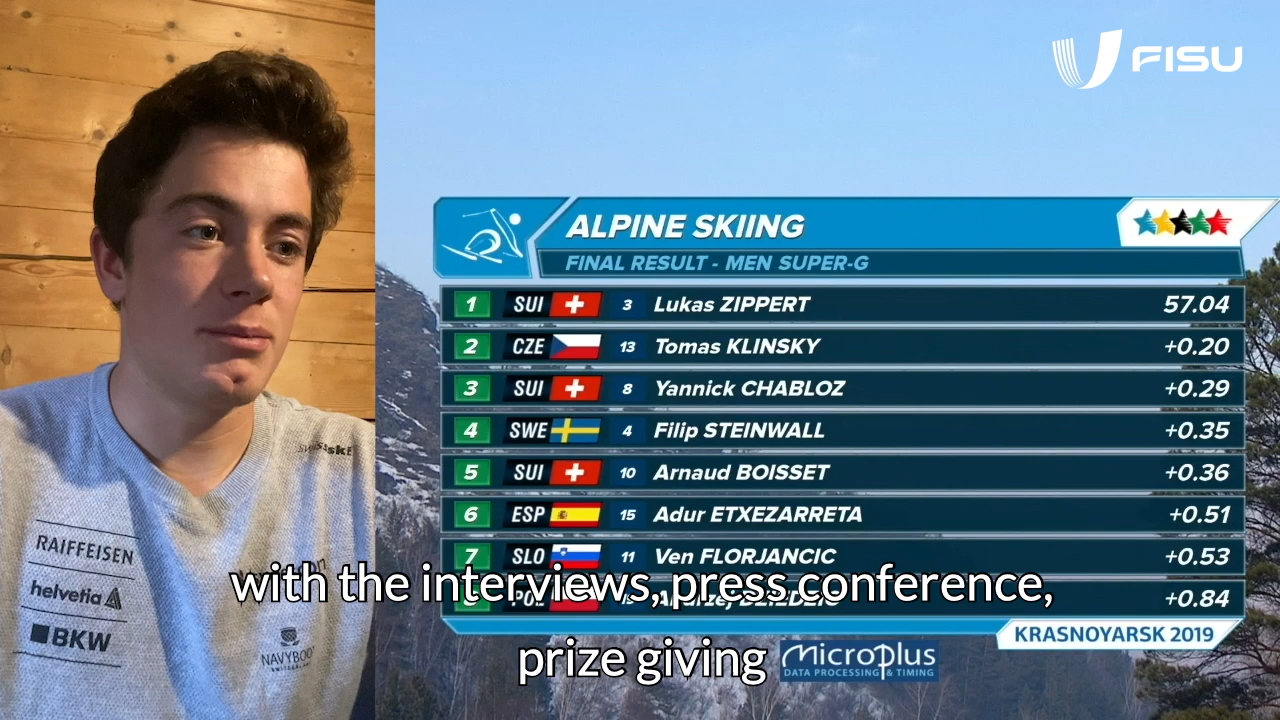 FISU
ALPINE SKIING
FINAL RESULT - MEN SUPER-G
1 SUI 3 Lukas ZIPPERT 57.04
2 CZE 13 Tomas KLINSKY +0.20
3 SUI 8 Yannick CHABLOZ +0.29
4 SWE 4 Filip STEINWALL +0.35
5 SUI 10 Arnaud BOISSET +0.36
6 ESP 15 Adur ETXEZARRETA +0.51
7 SLO 11 Ven FLORJANCIC +0.53
POL +0.84
KRASNOYARSK 2019
Microplus
DATA PROCESSING & TIMING
RAIFFEISEN
helvetia
BKW
with the interviews, press conference,
prize giving